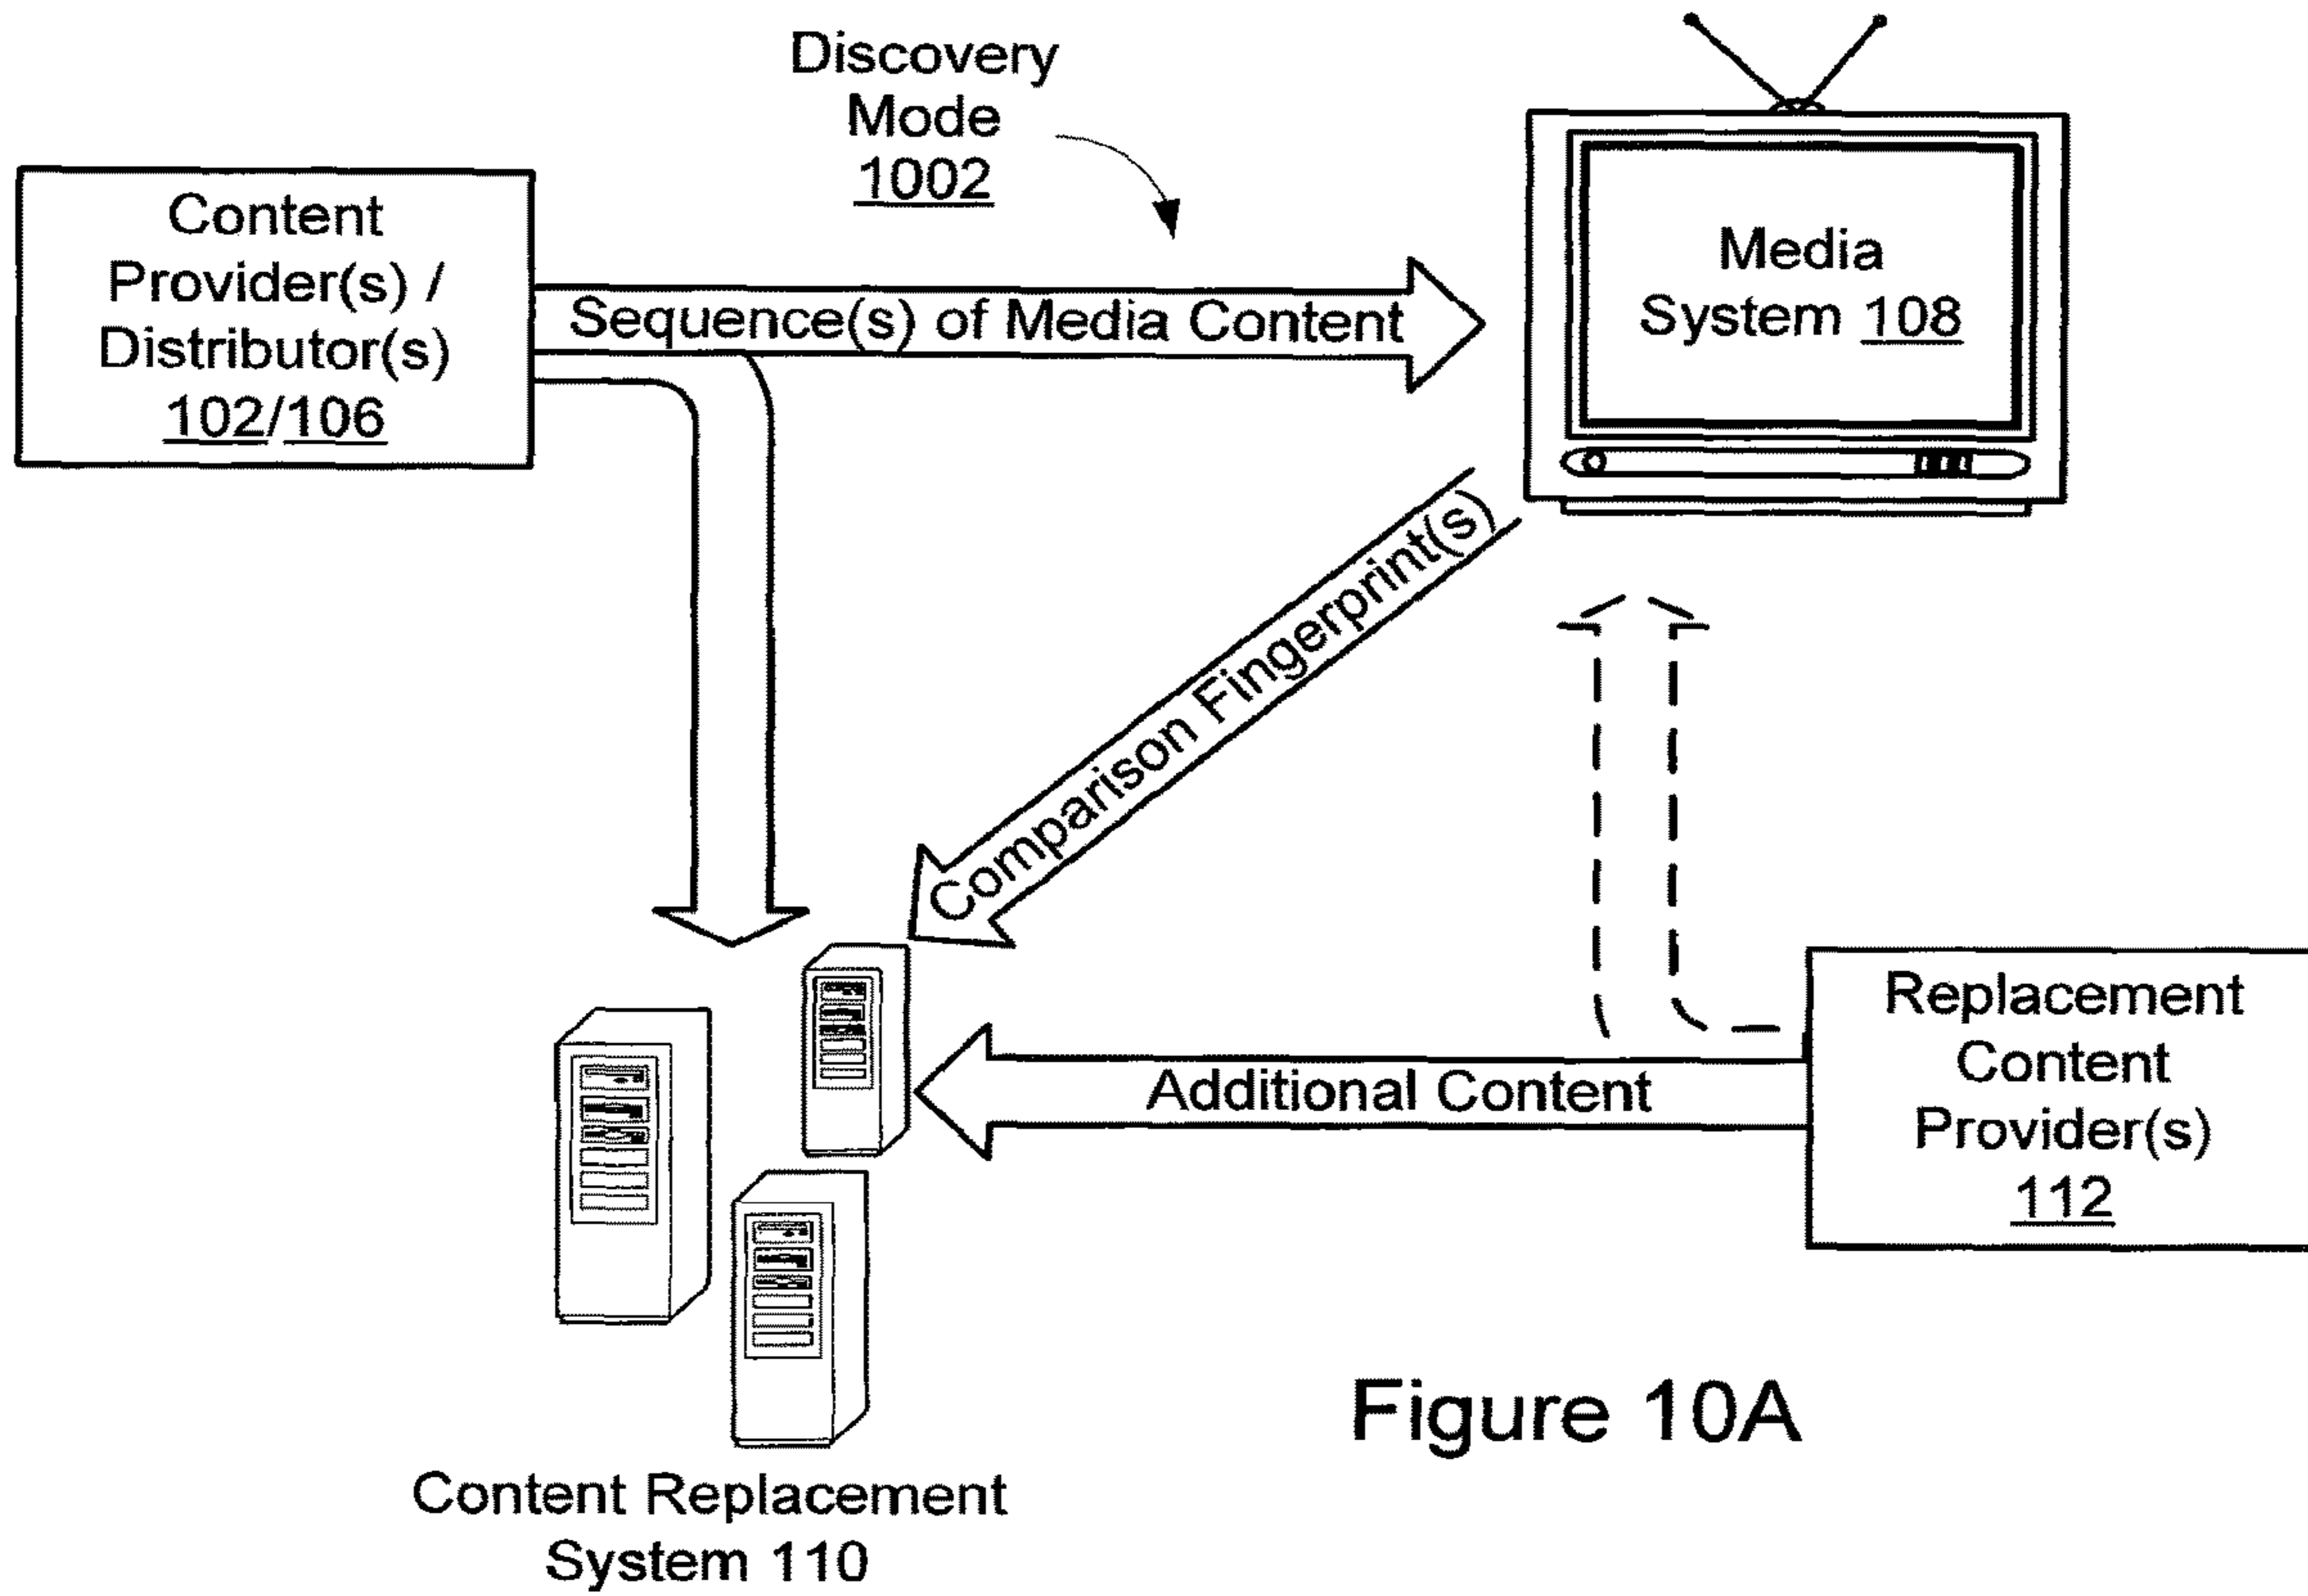 Discovery
Mode
1002
Content
Provider(s) /
Distributor(s)
102/106
Sequence(s) of Media Content
Media
System 108
Comparison Fingerprint(s)
Additional Content
Replacement
Content
Provider(s)
112
Content Replacement
System 110
Figure 10A